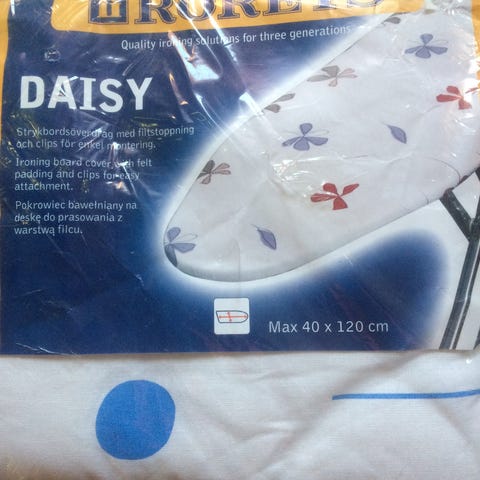 Quality ironing solutions for three generations
DAISY
Strykbordsöverdrag med filtstoppning
och clips för enkel montering.
Ironing board cover with felt
padding and clips for easy
attachment.
Pokrowiec bawełniany na
deskę do prasowania z
warstwą filcu.
Max 40 x 120 cm